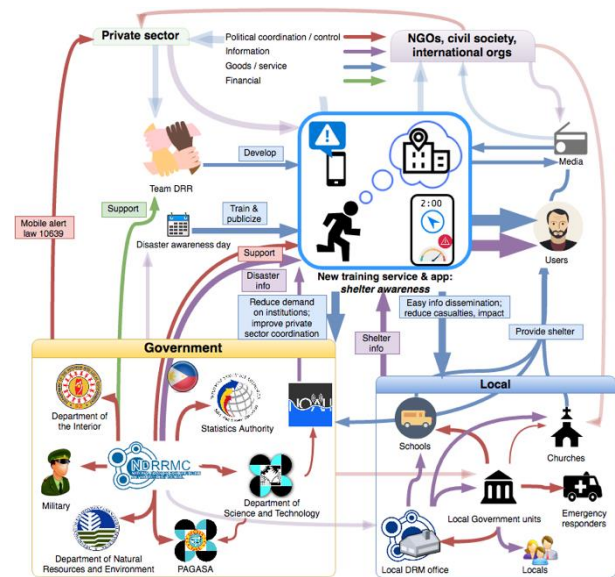 Private sector
Political coordination / control
Information
Goods / service
Financial
NGOs, civil society,
international orgs
Develop
Team DRR
Media
2:00
Support
Train &
publicize
Mobile alert
law 10639
Disaster awareness day
Support
Users
Disaster
info
New training service & app:
shelter awareness
Reduce demand
on institutions;
improve private
sector coordination
Easy info dissemination;
reduce casualties, impact
Shelter
info
Provide shelter
Government
Local
Department of
the Interior
Statistics Authority
NOAH
Schools
Churches
NDRRMC
Military
Department of
Science and Technology
Local Government units
Emergency
responders
Department of Natural
Resources and Environment
PAGASA
Local DRM office
Locals